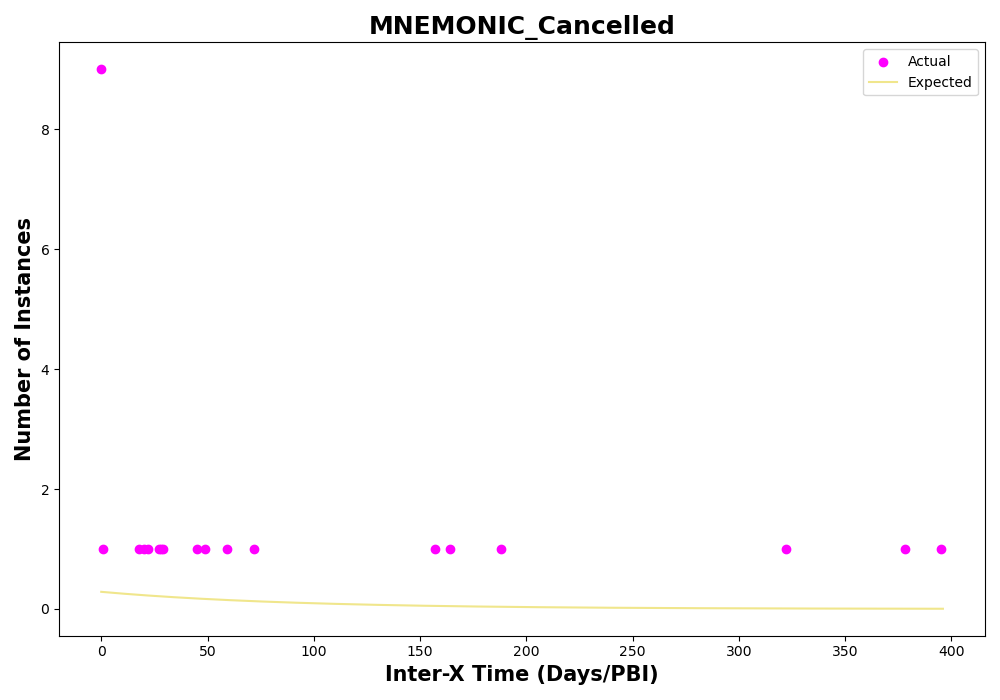 MNEMONIC_Cancelled
Actual
Expected
Number of Instances
8
6
4
2
0
0 50 100 150 200 250 300 350 400
Inter-X Time (Days/PBI)